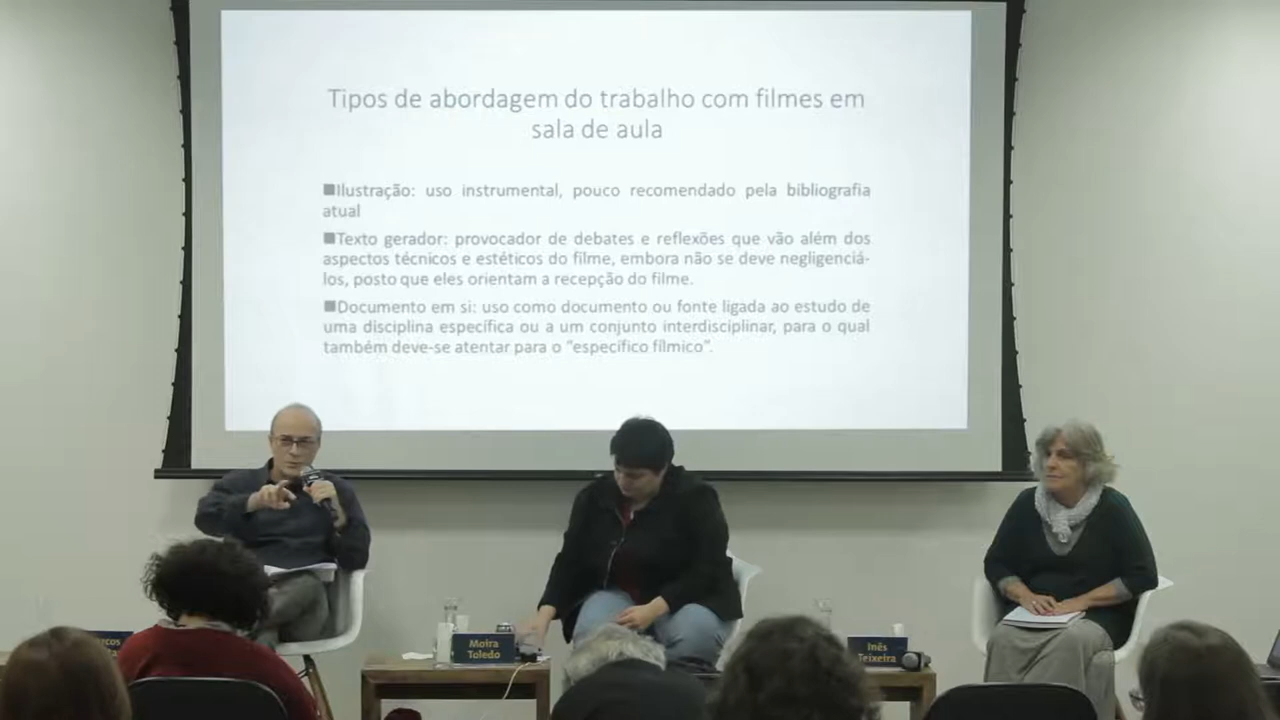 Tipos de abordagem do trabalho com filmes em
sala de aula
■Ilustração: uso instrumental, pouco recomendado pela bibliografia
atual
■Texto gerador: provocador de debates e reflexões que vão além dos
aspectos técnicos e estéticos do filme, embora não se deve negligenciá-
los, posto que eles orientam a recepção do filme.
■Documento em si: uso como documento ou fonte ligada ao estudo de
uma disciplina específica ou a um conjunto interdisciplinar, para o qual
também deve-se atentar para o "específico fílmico".
Moira
Toledo
Inês
Teixeira